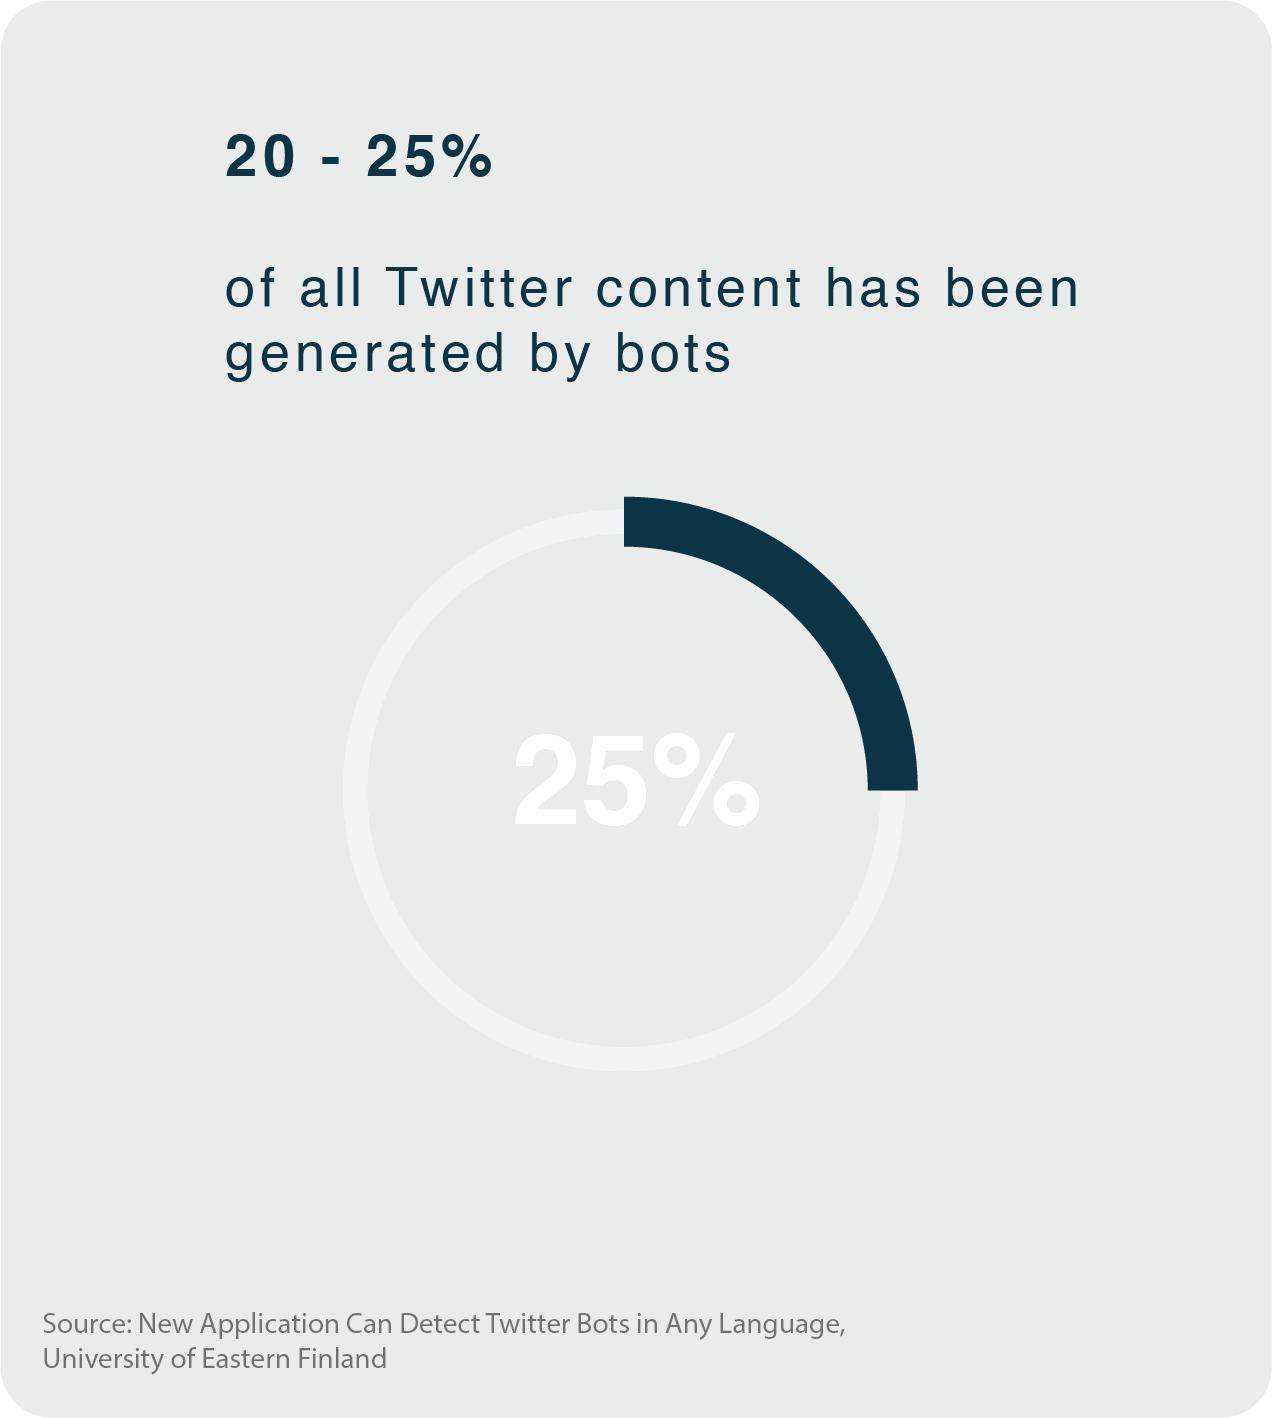 20 - 25%
of all Twitter content has been
generated by bots
25%
Source: New Application Can Detect Twitter Bots in Any Language,
University of Eastern Finland